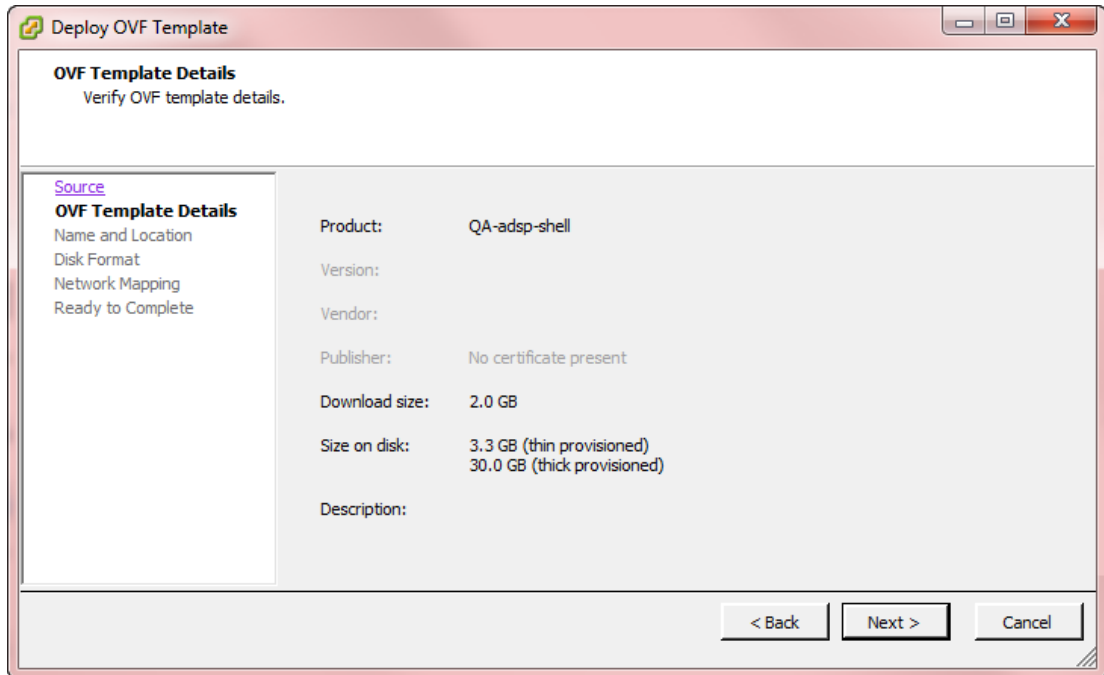 Deploy OVF Template
OVF Template Details
Verify OVF template details.
Source
OVF Template Details
Name and Location
Disk Format
Network Mapping
Ready to Complete
Product: QA-adsp-shell
Version:
Vendor:
Publisher: No certificate present
Download size: 2.0 GB
Size on disk: 3.3 GB (thin provisioned)
30.0 GB (thick provisioned)
Description:
< Back Next > Cancel